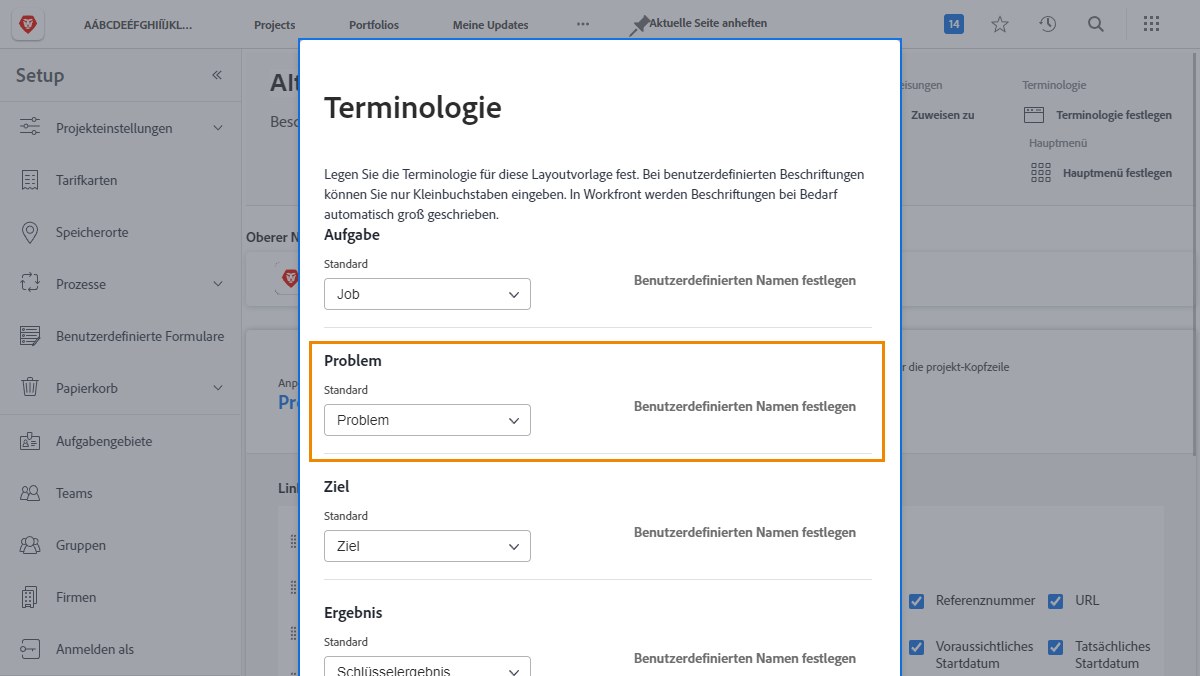 AÁBCDEÉFGHIÍÏJKL...
Projects
Portfolios
Meine Updates
Aktuelle Seite anheften
14
Setup
Projekteinstellungen
Tarifkarten
Speicherorte
Prozesse
Benutzerdefinierte Formulare
Papierkorb
Aufgabengebiete
Teams
Gruppen
Firmen
Anmelden als
Alt
Besc
Oberer N
Anp
Pro
Link
Terminologie
Legen Sie die Terminologie für diese Layoutvorlage fest. Bei benutzerdefinierten Beschriftungen
können Sie nur Kleinbuchstaben eingeben. In Workfront werden Beschriftungen bei Bedarf
automatisch groß geschrieben.
Aufgabe
Standard
Job
Benutzerdefinierten Namen festlegen
Problem
Standard
Problem
Benutzerdefinierten Namen festlegen
Ziel
Standard
Ziel
Benutzerdefinierten Namen festlegen
Ergebnis
Standard
Schlüsselergebnis
Benutzerdefinierten Namen festlegen
eisungen
Zuweisen zu
Terminologie
Terminologie festlegen
Hauptmenü
Hauptmenü festlegen
r die projekt-Kopfzeile
Referenznummer
URL
Voraussichtliches
Startdatum
Tatsächliches
Startdatum